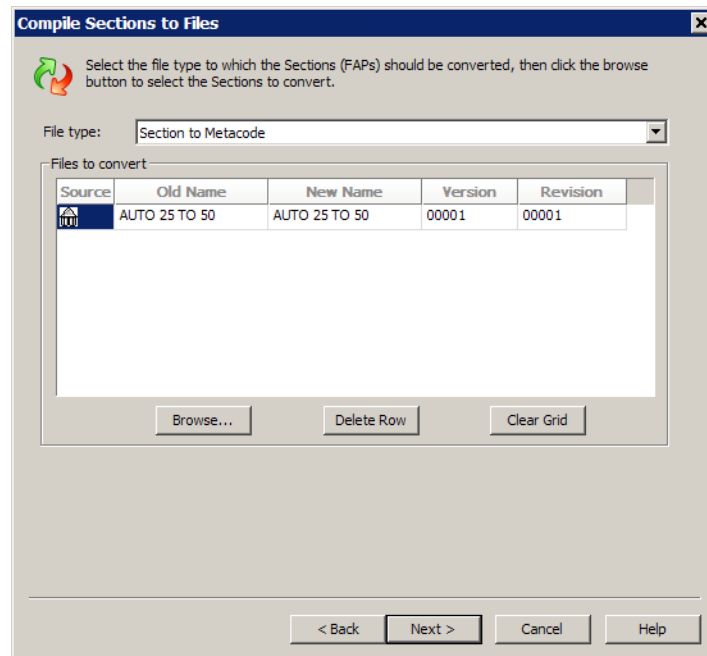 Compile Sections to Files
Select the file type to which the Sections (FAPs) should be converted, then click the browse
button to select the Sections to convert.
File type: Section to Metacode
Files to convert
Source Old Name New Name Version Revision
AUTO 25 TO 50 AUTO 25 TO 50 00001 00001
Browse... Delete Row Clear Grid
< Back Next > Cancel Help